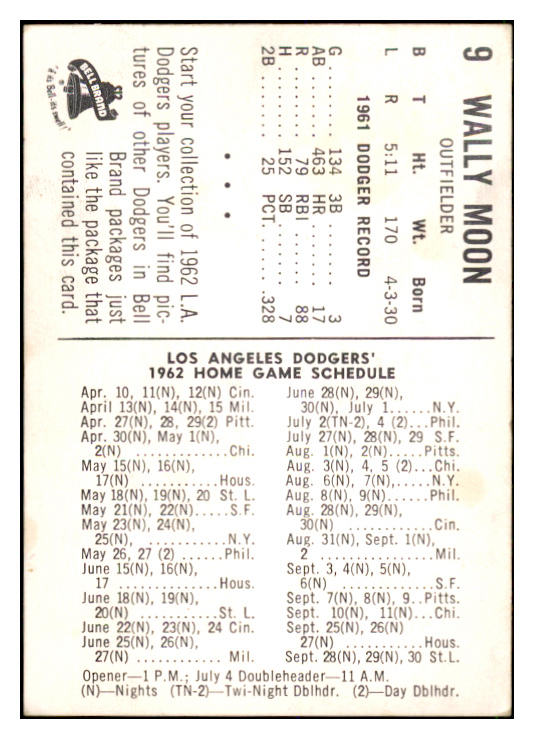 9 WALLY MOON
OUTFIELDER
B T Ht. Wt. Born
L R 5:11 170 4-3-30
1961 DODGER RECORD
G ........ 134 3B ........ 3
AB ...... 463 HR ...... 17
R ........ 79 RBI ...... 88
H ........ 152 SB ........ 7
2B ........ 25 PCT. .... .328
• • •
Start your collection of 1962 L.A.
Dodgers players. You'll find pic-
tures of other Dodgers in Bell
Brand packages just
like the package that
contained this card.
BELL BRAND
"if it's Bell-it's swell!"
LOS ANGELES DODGERS'
1962 HOME GAME SCHEDULE
Apr. 10, 11(N), 12(N) Cin.
April 13(N), 14(N), 15 Mil.
Apr. 27(N), 28, 29(2) Pitt.
Apr. 30(N), May 1(N),
2(N) ..............Chi.
May 15(N), 16(N),
17(N) ............Hous.
May 18(N), 19(N), 20 St. L.
May 21(N), 22(N).....S.F.
May 23(N), 24(N),
25(N), ............N.Y.
May 26, 27 (2) ......Phil.
June 15(N), 16(N),
17 ...............Hous.
June 18(N), 19(N),
20(N) .............St. L.
June 22(N), 23(N), 24 Cin.
June 25(N), 26(N),
27(N) ............. Mil.
June 28(N), 29(N),
30(N), July 1......N.Y.
July 2(TN-2), 4 (2)...Phil.
July 27(N), 28(N), 29 S.F.
Aug. 1(N), 2(N).....Pitts.
Aug. 3(N), 4, 5 (2)...Chi.
Aug. 6(N), 7(N),.....N.Y.
Aug. 8(N), 9(N)......Phil.
Aug. 28(N), 29(N),
30(N) ..............Cin.
Aug. 31(N), Sept. 1(N),
2 .................Mil.
Sept. 3, 4(N), 5(N),
6(N) ..............S.F.
Sept. 7(N), 8(N), 9..Pitts.
Sept. 10(N), 11(N)...Chi.
Sept. 25(N), 26(N)
27(N) ............Hous.
Sept. 28(N), 29(N), 30 St.L.
Opener—1 P.M.; July 4 Doubleheader—11 A.M.
(N)—Nights (TN-2)—Twi-Night Dblhdr. (2)—Day Dblhdr.